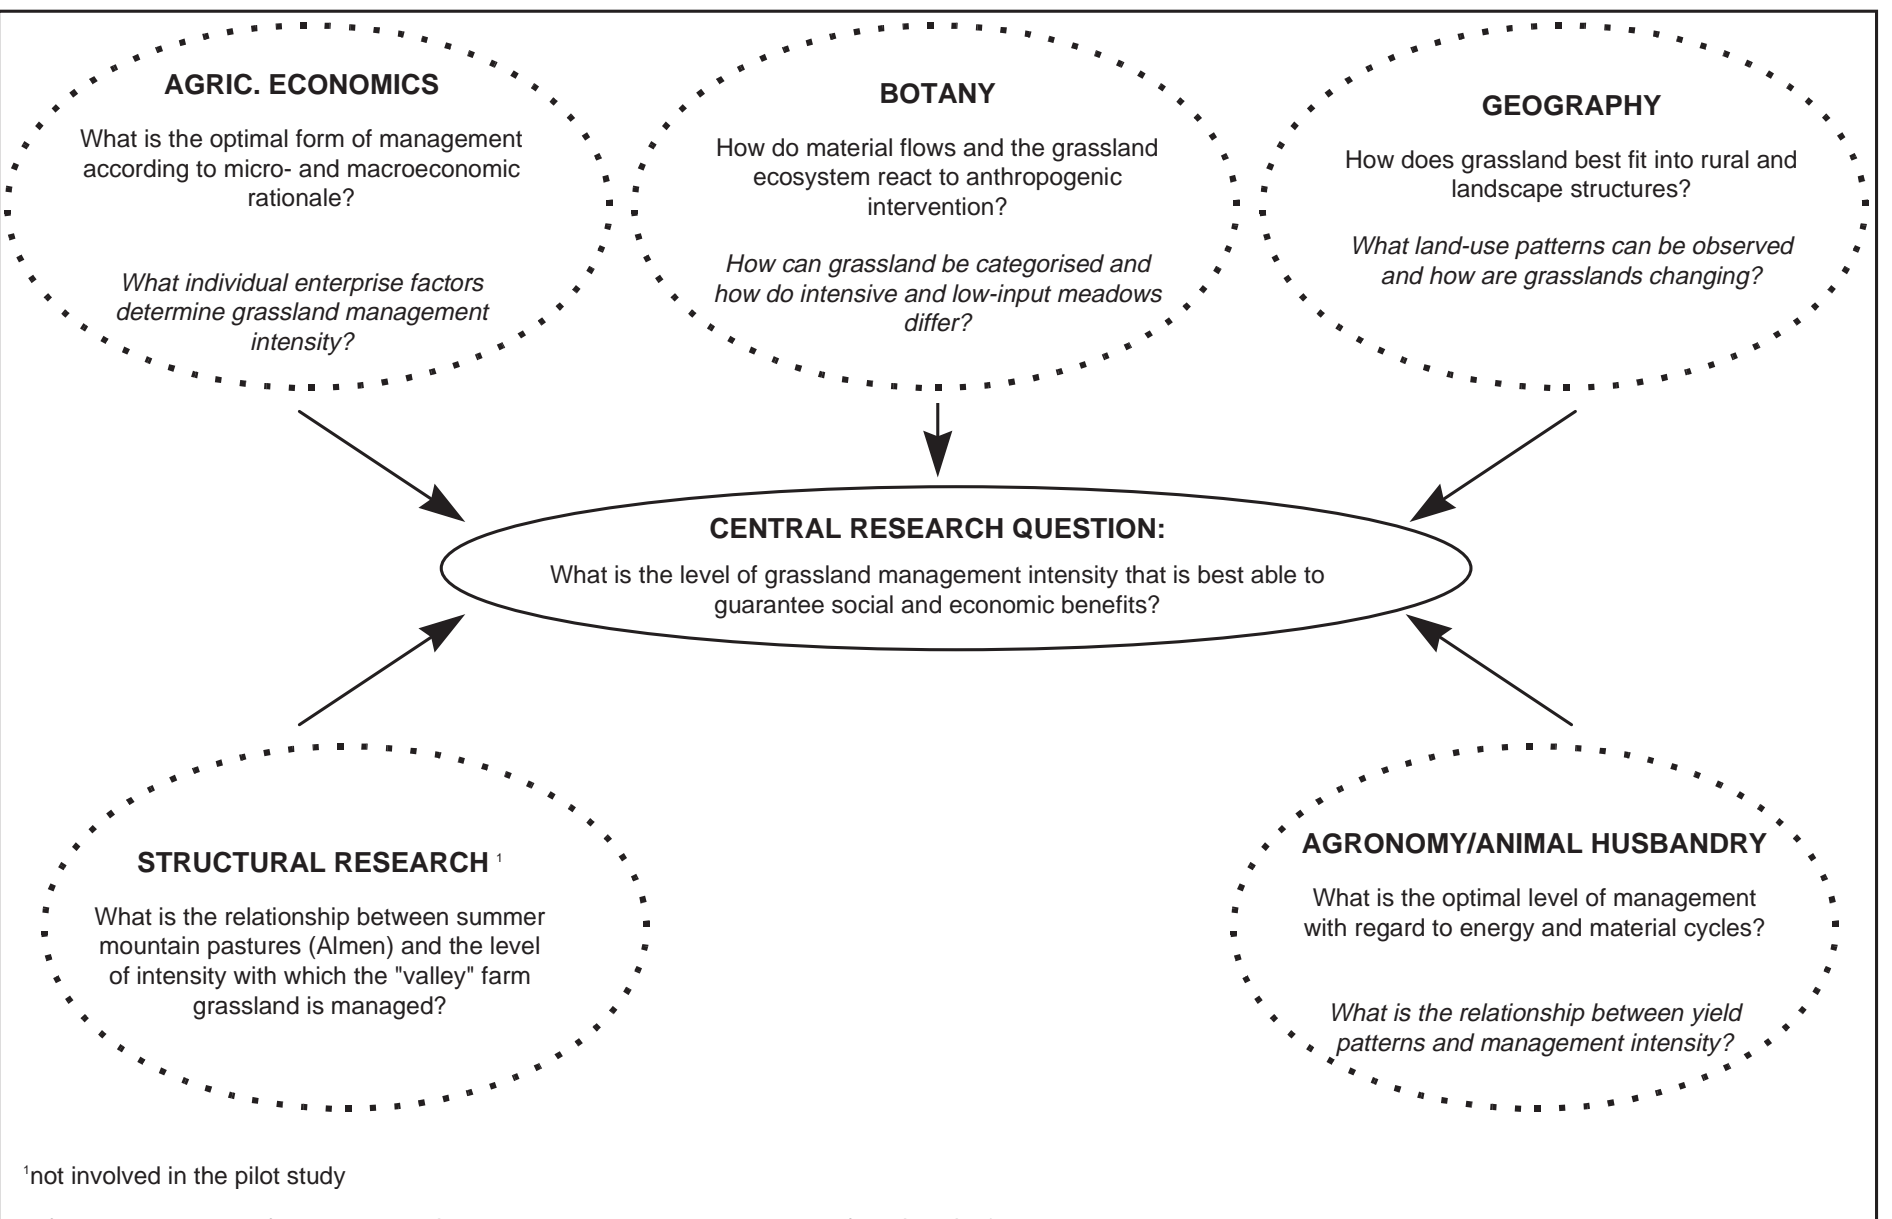 AGRIC. ECONOMICS
What is the optimal form of management
according to micro- and macroeconomic
rationale?
What individual enterprise factors
determine grassland management
intensity?
BOTANY
How do material flows and the grassland
ecosystem react to anthropogenic
intervention?
How can grassland be categorised and
how do intensive and low-input meadows
differ?
GEOGRAPHY
How does grassland best fit into rural and
landscape structures?
What land-use patterns can be observed
and how are grasslands changing?
CENTRAL RESEARCH QUESTION:
What is the level of grassland management intensity that is best able to
guarantee social and economic benefits?
STRUCTURAL RESEARCH ¹
What is the relationship between summer
mountain pastures (Almen) and the level
of intensity with which the "valley" farm
grassland is managed?
AGRONOMY/ANIMAL HUSBANDRY
What is the optimal level of management
with regard to energy and material cycles?
What is the relationship between yield
patterns and management intensity?
¹not involved in the pilot study